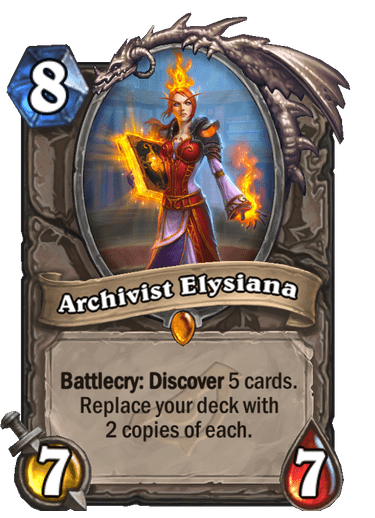 8
Archivist Elysiana
Battlecry: Discover 5 cards.
Replace your deck with
2 copies of each.
7
7